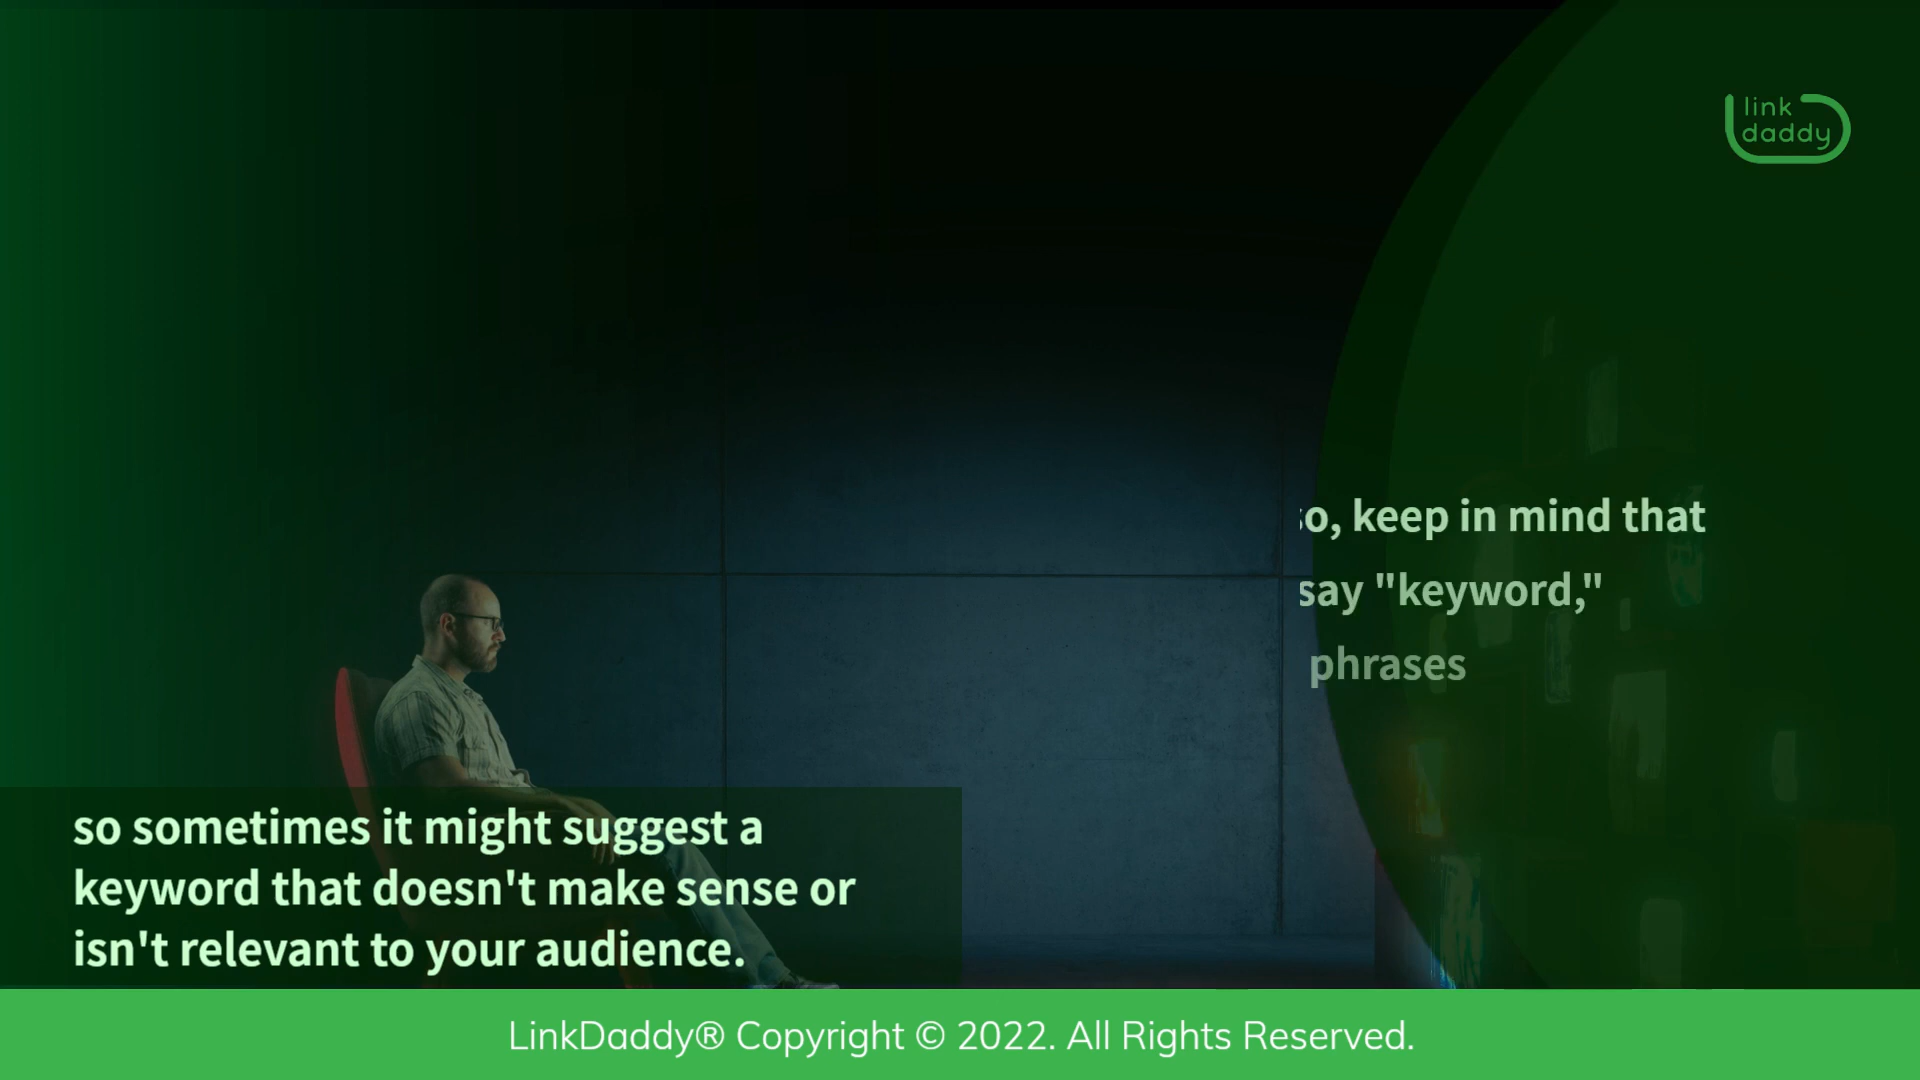 link
daddy
o, keep in mind that
say "keyword,"
phrases
so sometimes it might suggest a
keyword that doesn't make sense or
isn't relevant to your audience.
LinkDaddy® Copyright © 2022. All Rights Reserved.